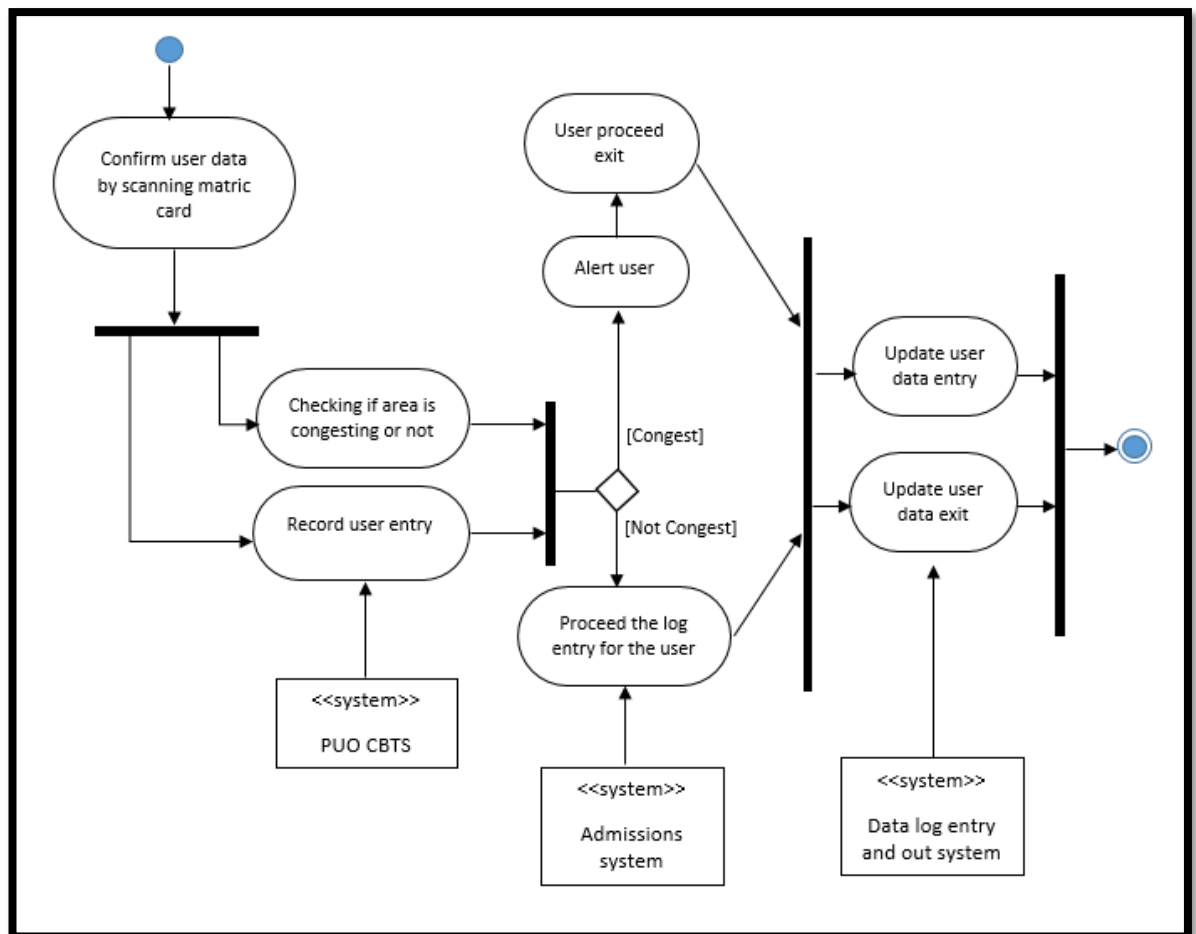 Confirm user data
by scanning matric
card
Checking if area is
congesting or not
Record user entry
<<system>>
PUO CBTS
User proceed
exit
Alert user
[Congest]
[Not Congest]
Proceed the log
entry for the user
<<system>>
Admissions
system
Update user
data entry
Update user
data exit
<<system>>
Data log entry
and out system